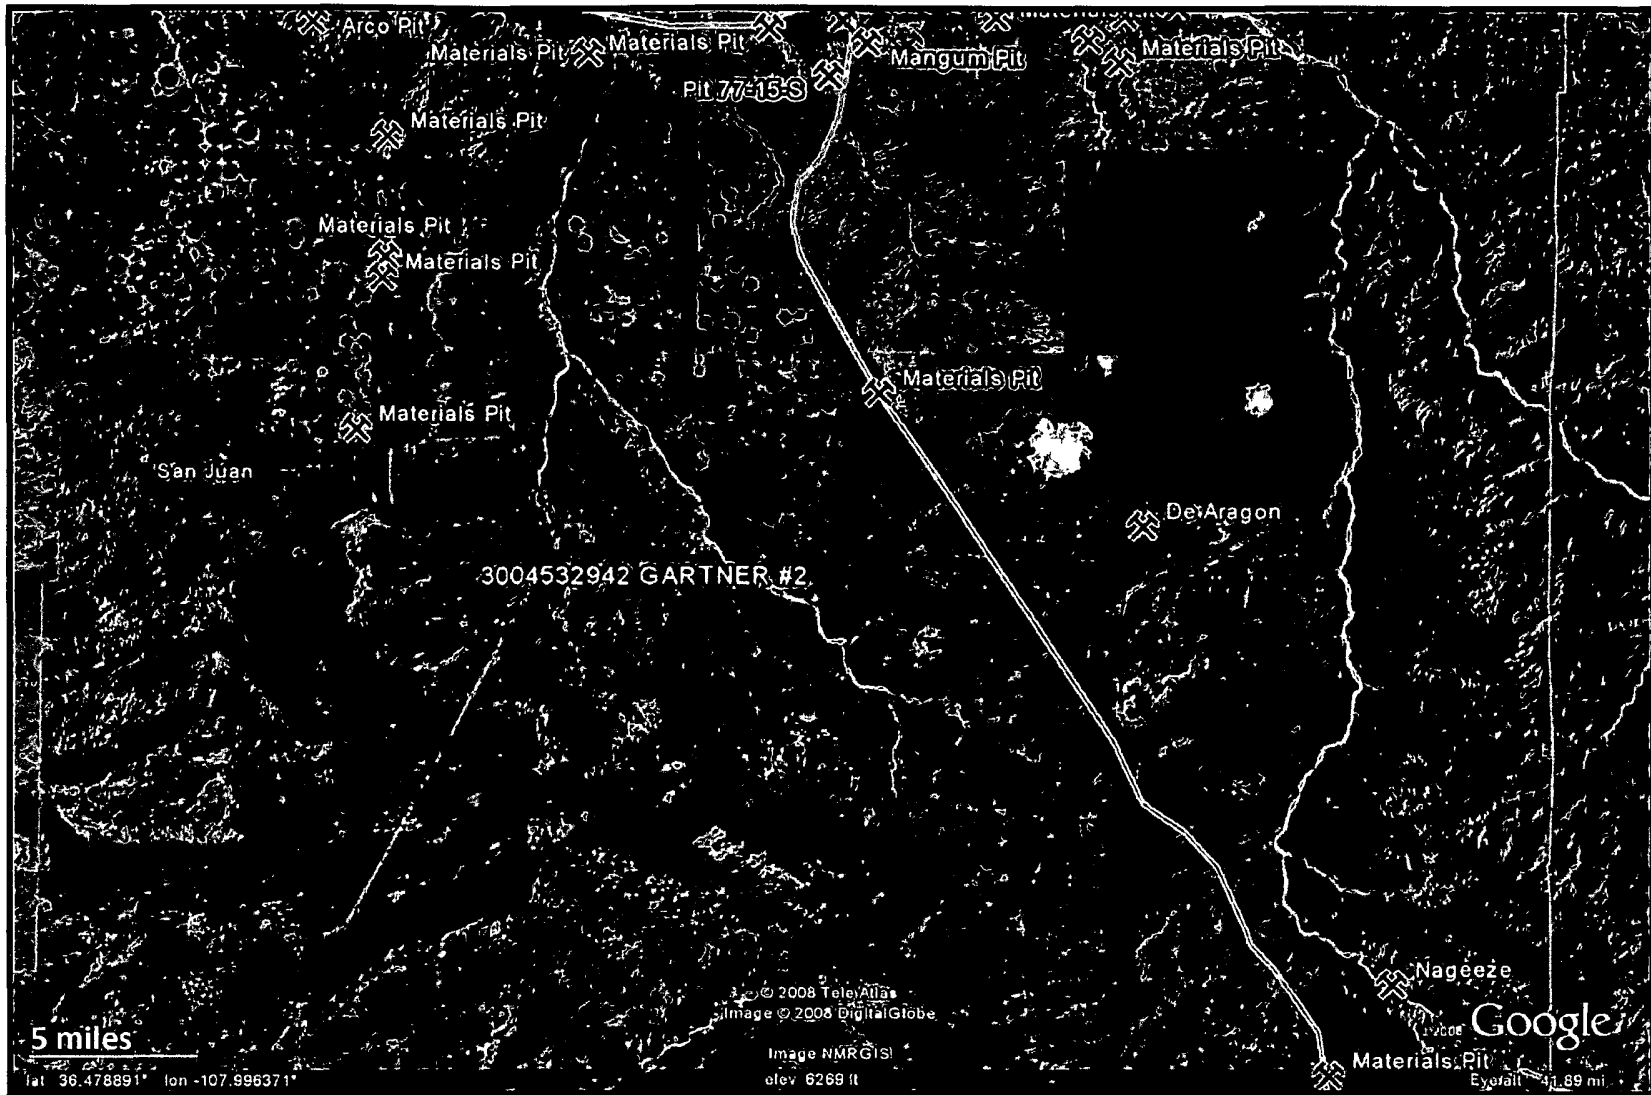 Arco Pit
Materials Pit
Materials Pit
Mangum Pit
Materials Pit
Pit 77-15-S
Materials Pit
Materials Pit
Materials Pit
Materials Pit
Materials Pit
San Juan
De Aragon
3004532942 GARTNER #2
Nageeze
© 2008 Tele Atlas
Image © 2008 DigitalGlobe
2008 Google
5 miles
Image NMRGIS
Materials Pit
lat 36.478891° lon -107.996371° elev 6269 ft Eye alt 41.89 mi